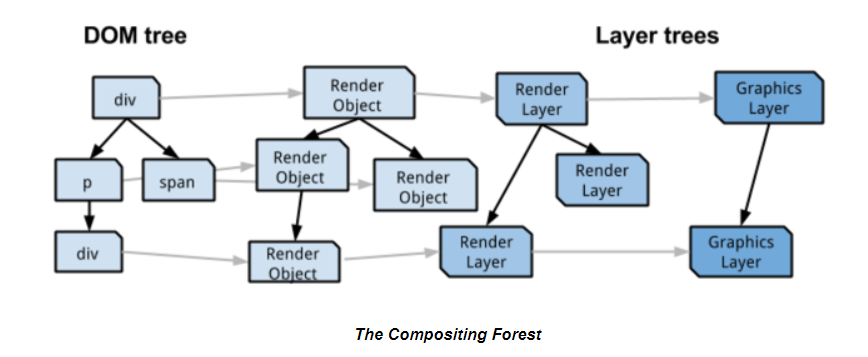 DOM tree
Layer trees
div
Render
Object
Render
Layer
Graphics
Layer
p
span
Render
Object
Render
Object
Render
Layer
div
Render
Object
Render
Layer
Graphics
Layer
The Compositing Forest